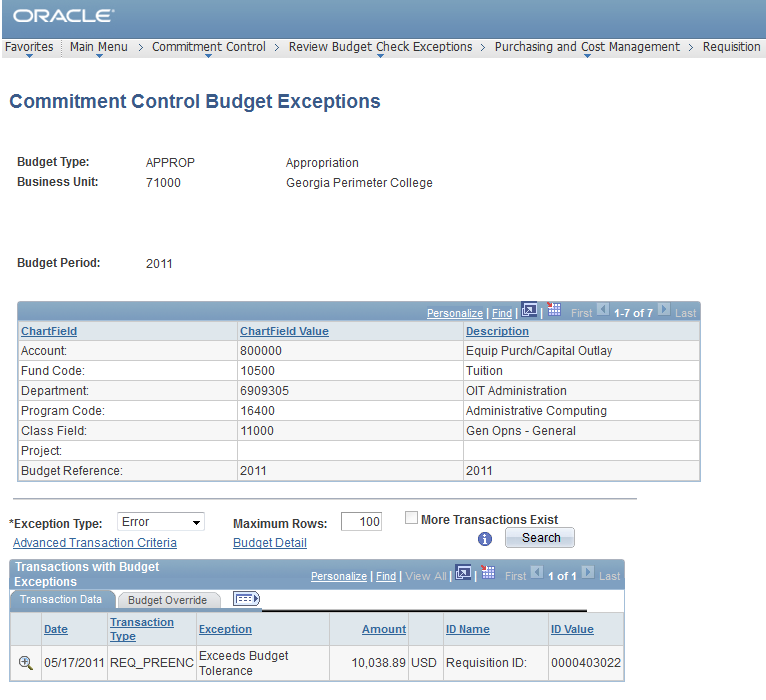 ORACLE
Favorites Main Menu > Commitment Control > Review Budget Check Exceptions > Purchasing and Cost Management > Requisition
Commitment Control Budget Exceptions
Budget Type: APPROP Appropriation
Business Unit: 71000 Georgia Perimeter College
Budget Period: 2011
Personalize | Find | | First 1-7 of 7 Last
ChartField ChartField Value Description
Account: 800000 Equip Purch/Capital Outlay
Fund Code: 10500 Tuition
Department: 6909305 OIT Administration
Program Code: 16400 Administrative Computing
Class Field: 11000 Gen Opns - General
Project:
Budget Reference: 2011 2011
*Exception Type: Error Maximum Rows: 100 More Transactions Exist
Advanced Transaction Criteria Budget Detail Search
Transactions with Budget
Exceptions
Personalize | Find | View All | | First 1 of 1 Last
Transaction Data Budget Override
Date Transaction Type Exception Amount ID Name ID Value
05/17/2011 REQ_PREENC Exceeds Budget Tolerance 10,038.89 USD Requisition ID: 0000403022